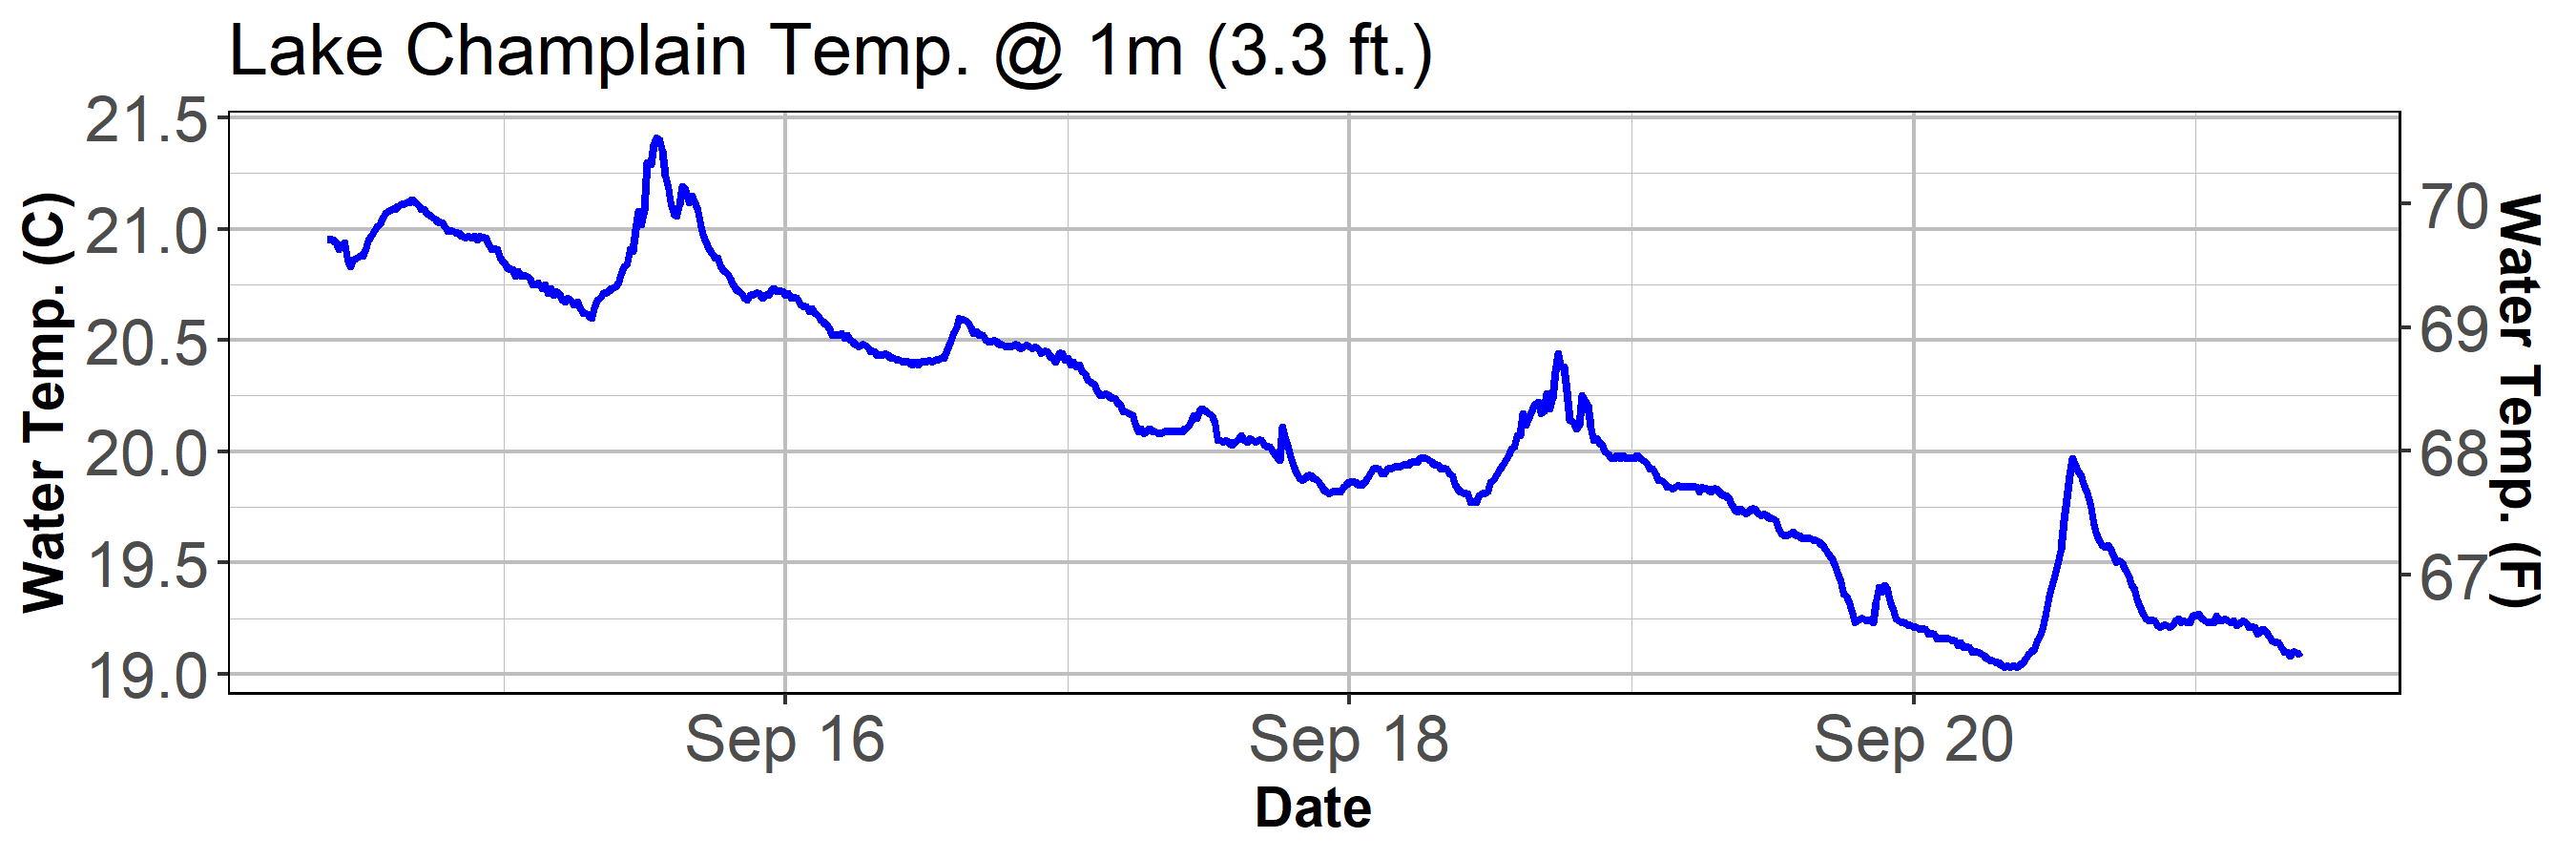 Lake Champlain Temp. @ 1m (3.3 ft.)
Water Temp. (C)
21.5
21.0
20.5
20.0
19.5
19.0
70
69
68
67
Water Temp. (F)
Sep 16
Sep 18
Sep 20
Date